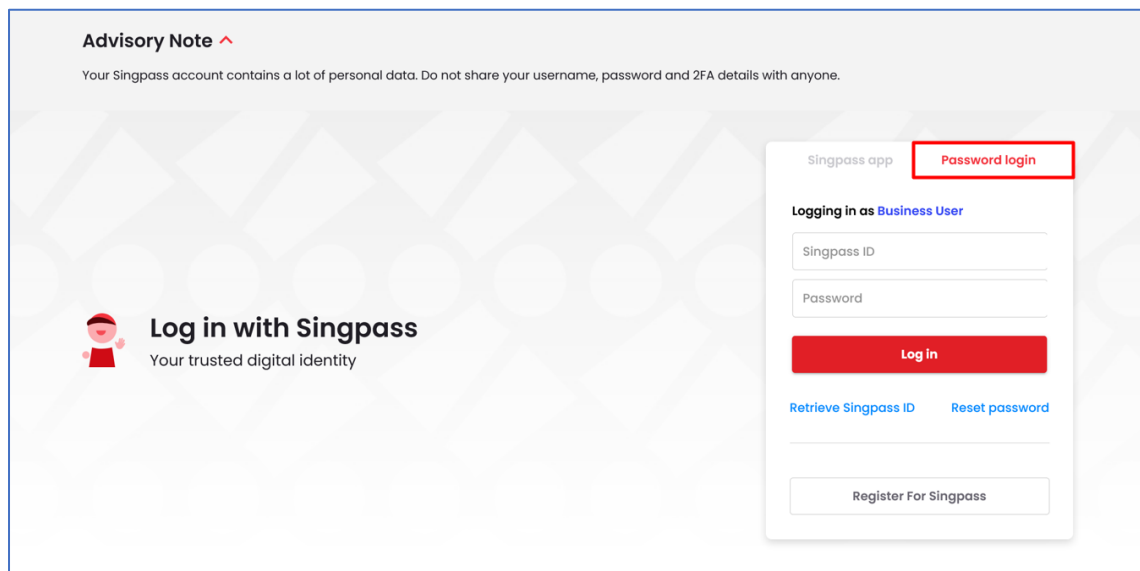 Advisory Note
Your Singpass account contains a lot of personal data. Do not share your username, password and 2FA details with anyone.
Singpass app
Password login
Logging in as Business User
Singpass ID
Password
Log in with Singpass
Your trusted digital identity
Log in
Retrieve Singpass ID
Reset password
Register For Singpass